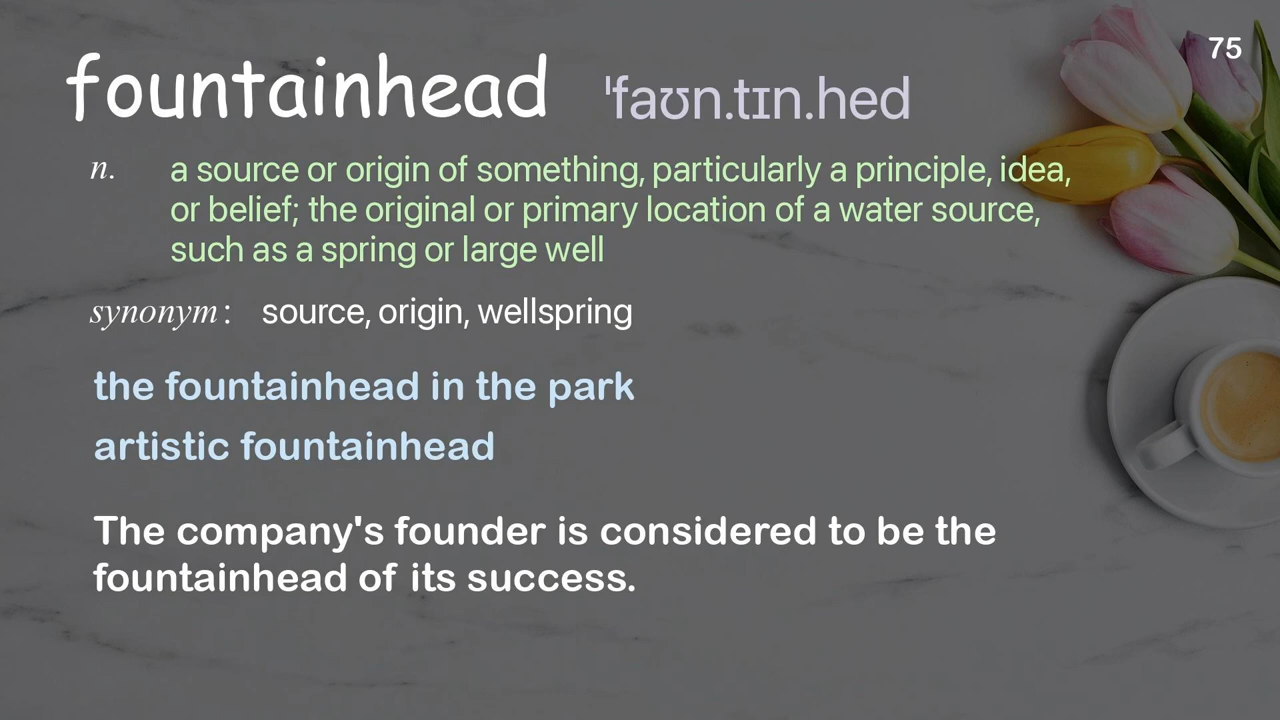 75
fountainhead ˈfaʊn.tɪn.hed
n. a source or origin of something, particularly a principle, idea,
or belief; the original or primary location of a water source,
such as a spring or large well
synonym: source, origin, wellspring
the fountainhead in the park
artistic fountainhead
The company's founder is considered to be the
fountainhead of its success.